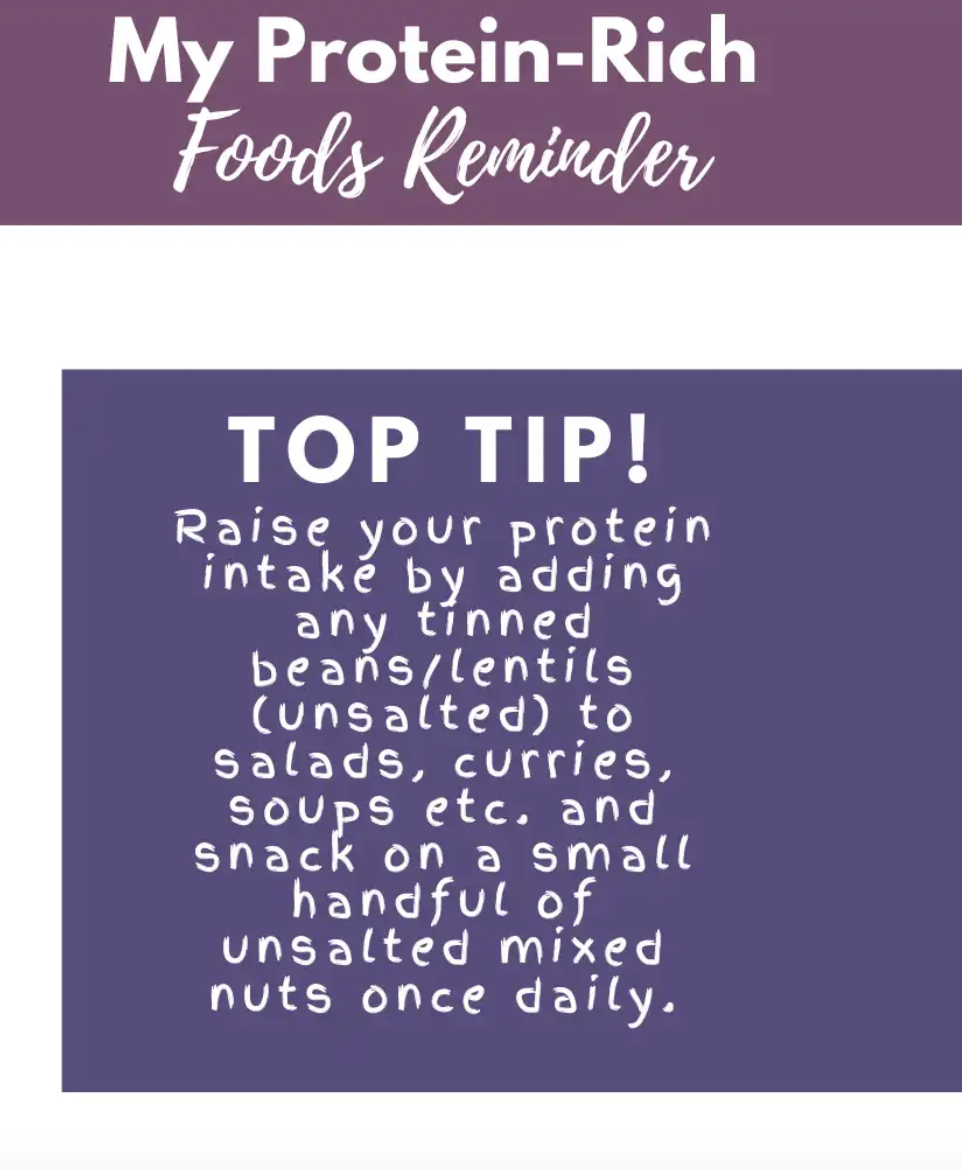 My Protein-Rich
Foods Reminder
TOP TIP!
Raise your protein
intake by adding
any tinned
beans/lentils
(unsalted) to
salads, curries,
soups etc. and
snack on a small
handful of
unsalted mixed
nuts once daily.